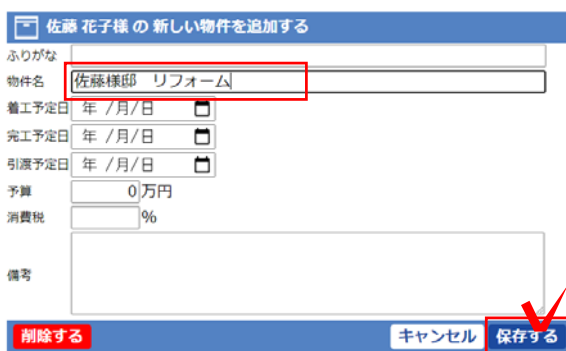 佐藤 花子様 の 新しい物件を追加する
ふりがな
物件名 佐藤様邸　リフォーム
着工予定日 年 /月/日
完工予定日 年 /月/日
引渡予定日 年 /月/日
予算 0 万円
消費税 %
備考
削除する キャンセル 保存する